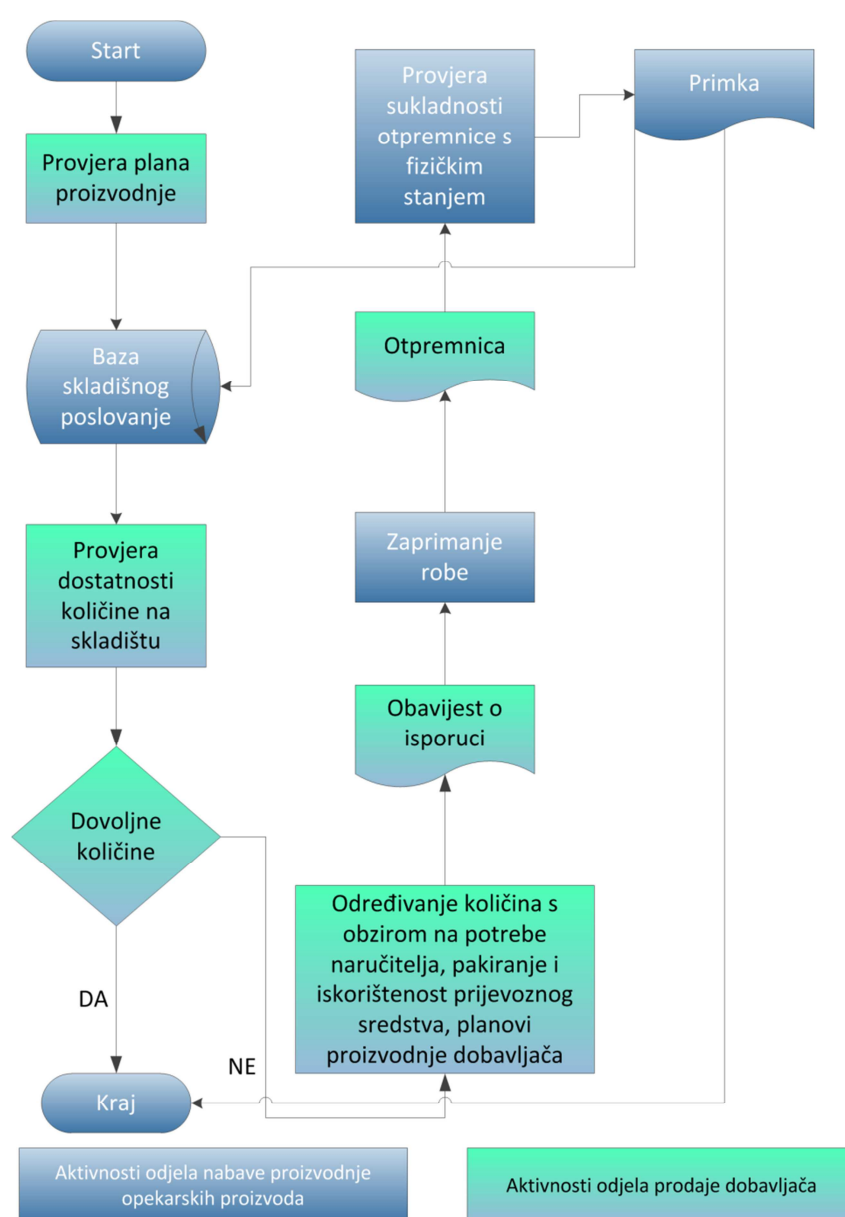 Start
Provjera plana
proizvodnje
Baza
skladišnog
poslovanje
Provjera
dostatnosti
količine na
skladištu
Dovoljne
količine
DA
NE
Kraj
Određivanje količina s
obzirom na potrebe
naručitelja, pakiranje i
iskorištenost prijevoznog
sredstva, planovi
proizvodnje dobavljača
Obavijest o
isporuci
Zaprimanje
robe
Otpremnica
Provjera
sukladnosti
otpremnice s
fizičkim
stanjem
Primka
Aktivnosti odjela nabave proizvodnje
opekarskih proizvoda
Aktivnosti odjela prodaje dobavljača